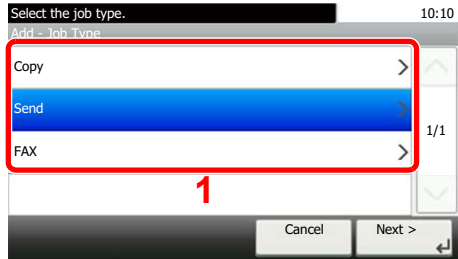 Select the job type. 10:10
Add - Job Type
Copy
Send
1/1
FAX
1
Cancel Next >